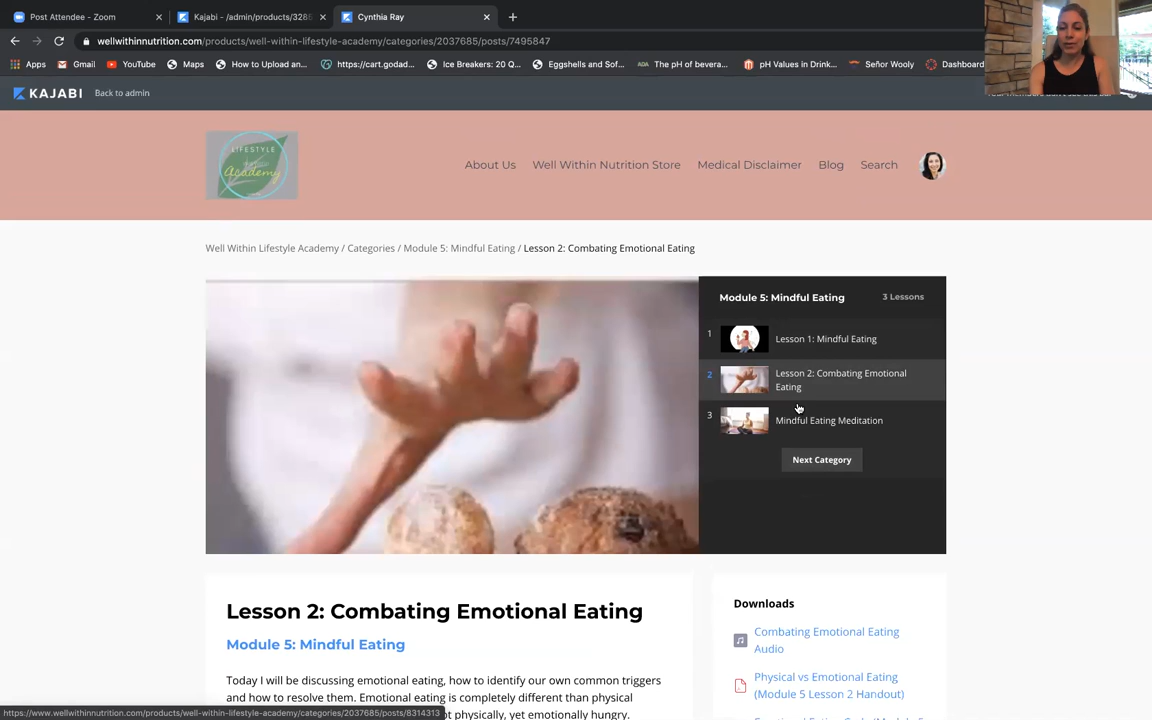 Post Attendee - Zoom
Kajabi - /admin/products/3288
Cynthia Ray
wellwithinnutrition.com/products/well-within-lifestyle-academy/categories/2037685/posts/7495847
Apps
Gmail
YouTube
Maps
How to Upload an...
https://cart.godad...
Ice Breakers: 20 Q...
Eggshells and Sof...
ADA
The pH of bevera...
pH Values in Drink...
Señor Wooly
Dashboard
KAJABI
Back to admin
LIFESTYLE
Academy
About Us
Well Within Nutrition Store
Medical Disclaimer
Blog
Search
Well Within Lifestyle Academy / Categories / Module 5: Mindful Eating / Lesson 2: Combating Emotional Eating
Module 5: Mindful Eating
3 Lessons
1
Lesson 1: Mindful Eating
2
Lesson 2: Combating Emotional
Eating
3
Mindful Eating Meditation
Next Category
Lesson 2: Combating Emotional Eating
Module 5: Mindful Eating
Today I will be discussing emotional eating, how to identify our own common triggers
and how to resolve them. Emotional eating is completely different than physical
t physically, yet emotionally hungry.
Downloads
Combating Emotional Eating
Audio
Physical vs Emotional Eating
(Module 5 Lesson 2 Handout)
https://www.wellwithinnutrition.com/products/well-within-lifestyle-academy/categories/2037685/posts/8314313